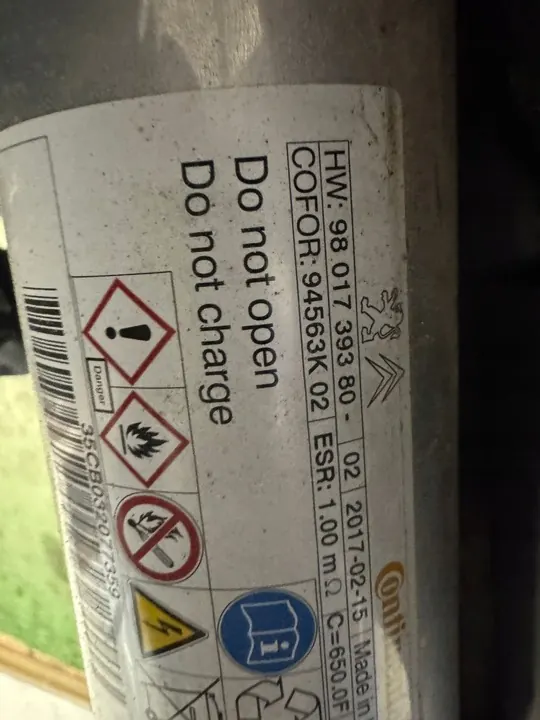 HW: 98 017 393 80 - 02 2017-02-15 Made in
COFOR: 94563K 02 ESR: 1.00 mΩ C=650.0F
Do not open
Do not charge
Danger